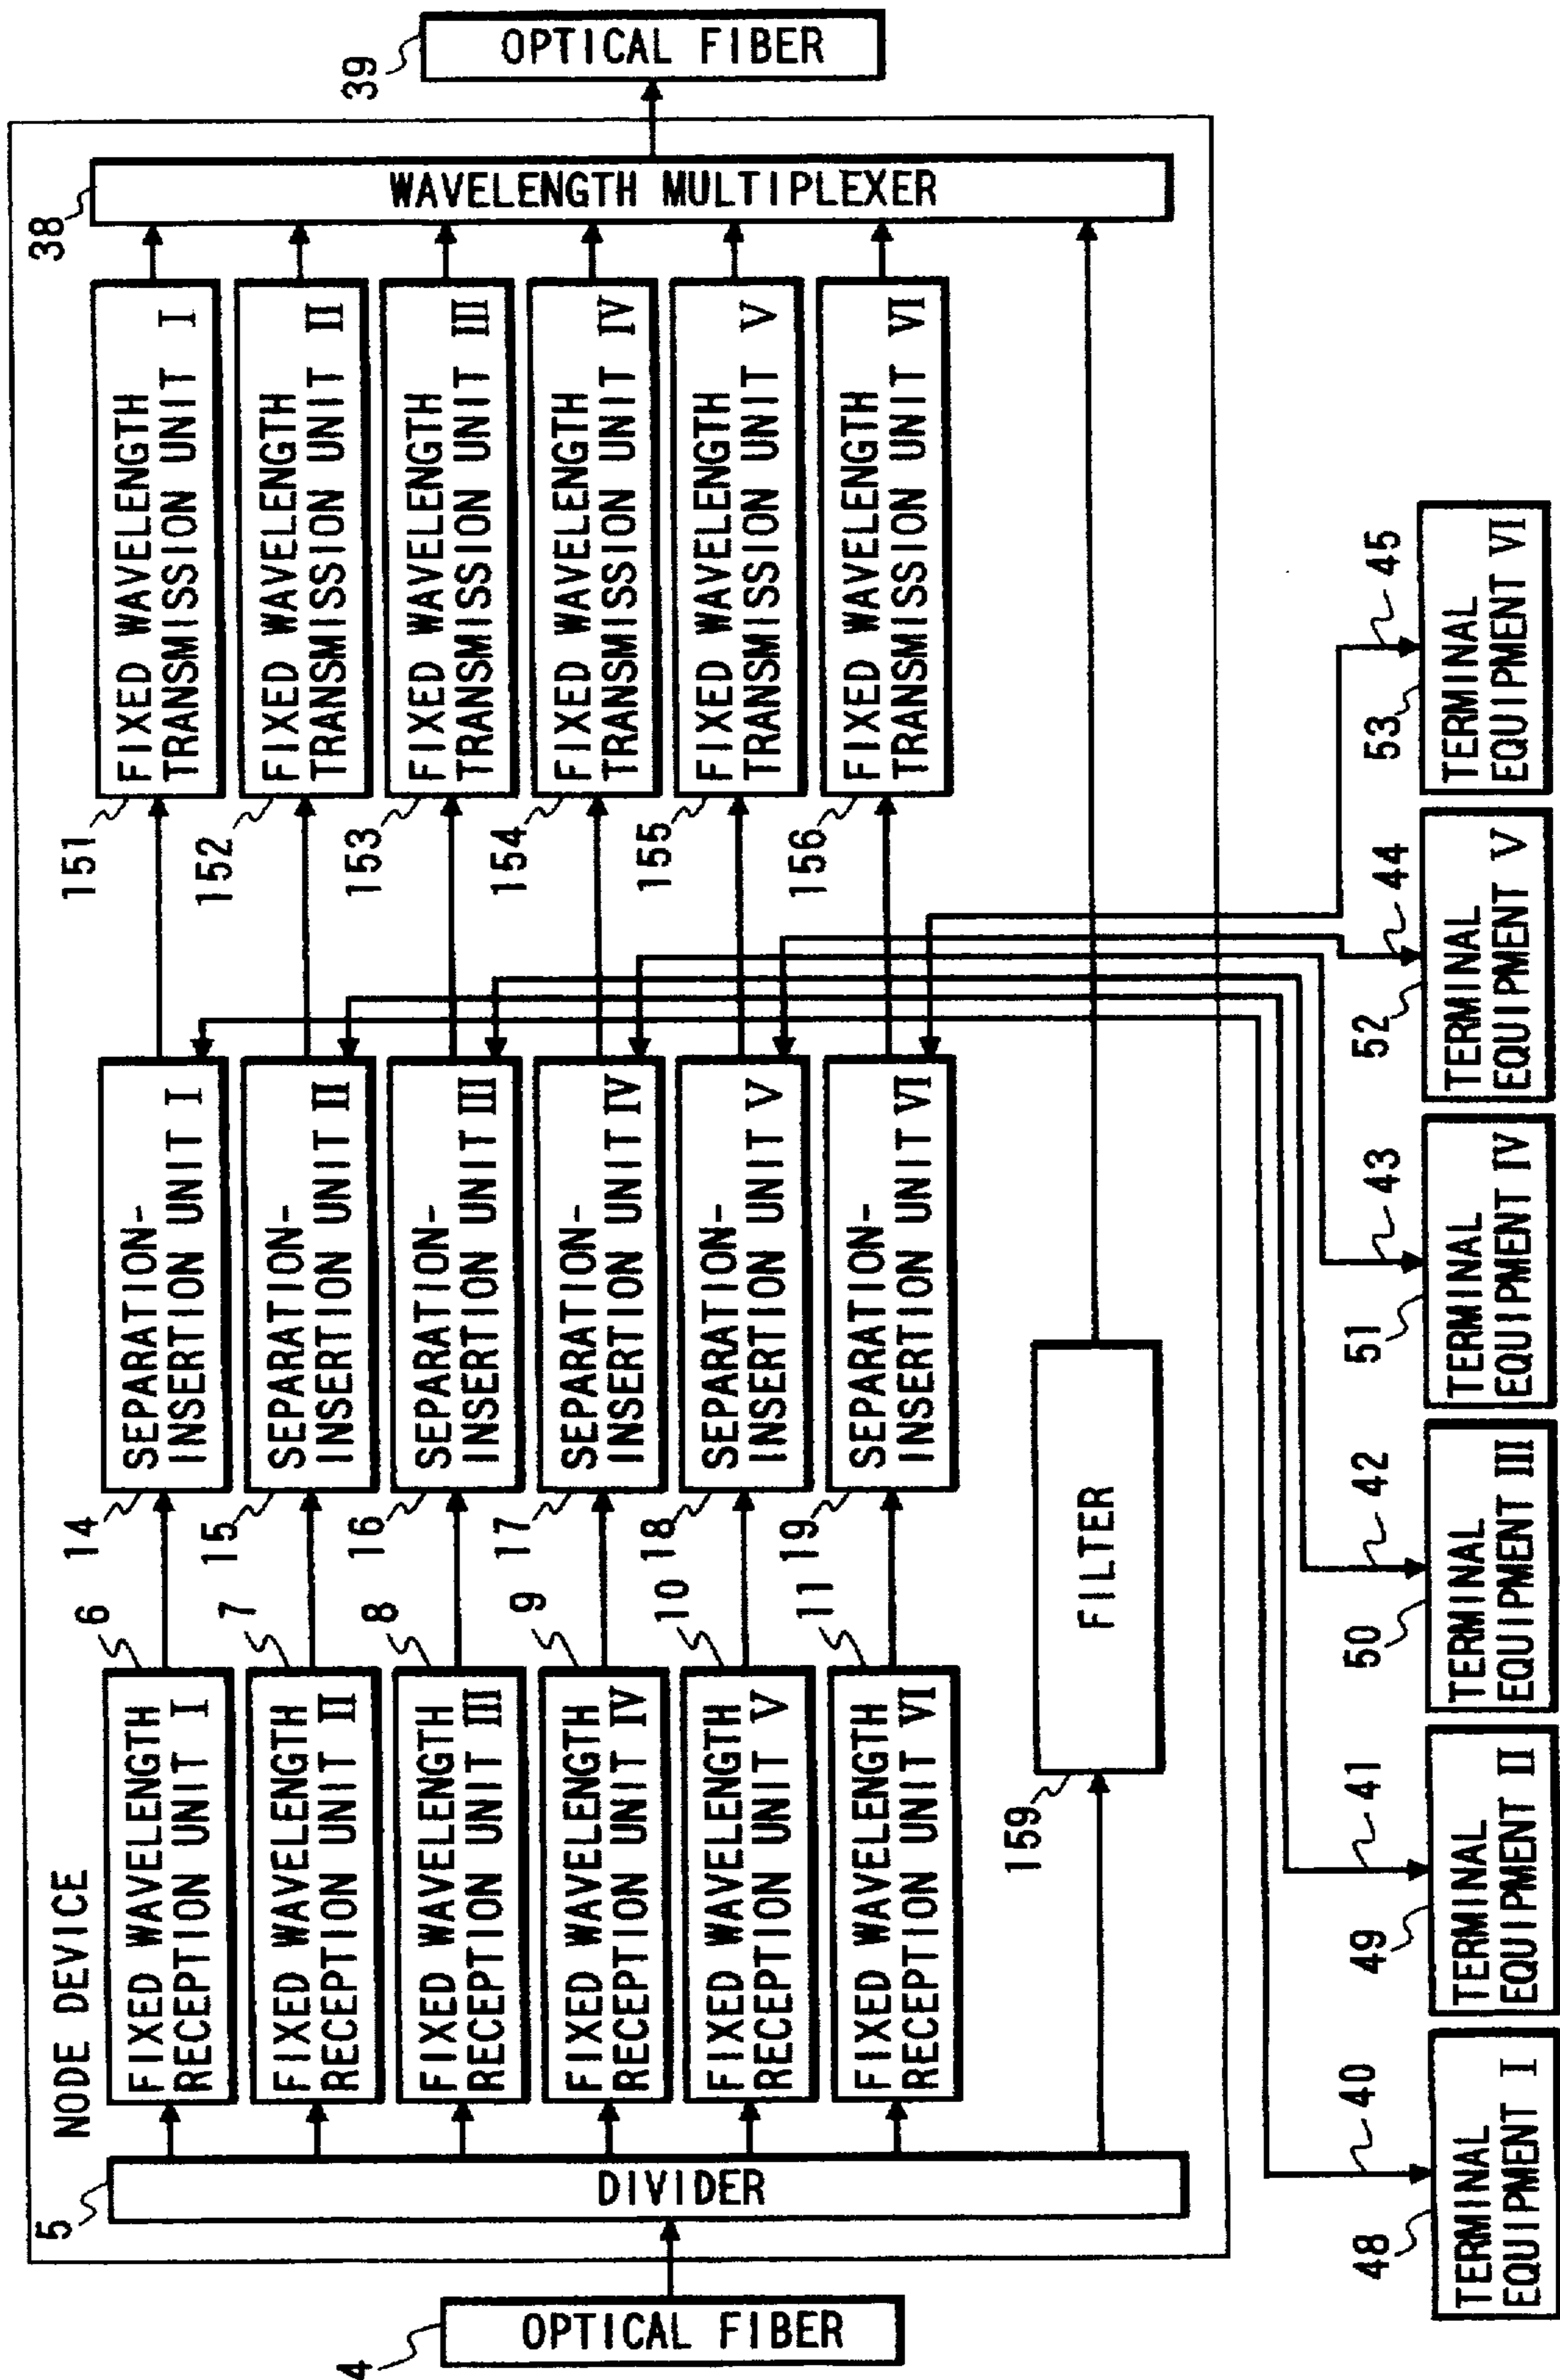 NODE DEVICE
4
OPTICAL FIBER
5
DIVIDER
6
FIXED WAVELENGTH
RECEPTION UNIT I
7
FIXED WAVELENGTH
RECEPTION UNIT II
8
FIXED WAVELENGTH
RECEPTION UNIT III
9
FIXED WAVELENGTH
RECEPTION UNIT IV
10
FIXED WAVELENGTH
RECEPTION UNIT V
11
FIXED WAVELENGTH
RECEPTION UNIT VI
14
SEPARATION-
INSERTION UNIT I
15
SEPARATION-
INSERTION UNIT II
16
SEPARATION-
INSERTION UNIT III
17
SEPARATION-
INSERTION UNIT IV
18
SEPARATION-
INSERTION UNIT V
19
SEPARATION-
INSERTION UNIT VI
159
FILTER
151
FIXED WAVELENGTH
TRANSMISSION UNIT I
152
FIXED WAVELENGTH
TRANSMISSION UNIT II
153
FIXED WAVELENGTH
TRANSMISSION UNIT III
154
FIXED WAVELENGTH
TRANSMISSION UNIT IV
155
FIXED WAVELENGTH
TRANSMISSION UNIT V
156
FIXED WAVELENGTH
TRANSMISSION UNIT VI
38
WAVELENGTH MULTIPLEXER
39
OPTICAL FIBER
40
48
TERMINAL
EQUIPMENT I
41
49
TERMINAL
EQUIPMENT II
42
50
TERMINAL
EQUIPMENT III
43
51
TERMINAL
EQUIPMENT IV
44
52
TERMINAL
EQUIPMENT V
45
53
TERMINAL
EQUIPMENT VI